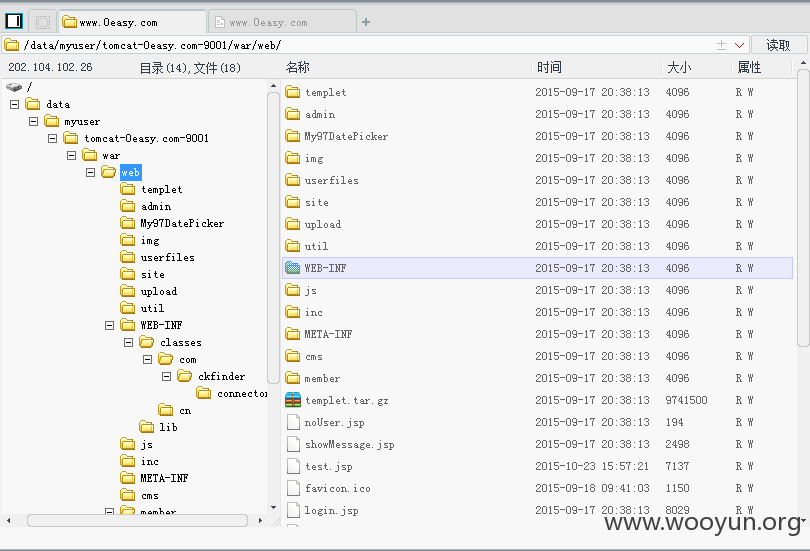 www.0easy.com www.0easy.com
/data/myuser/tomcat-0easy.com-9001/war/web/ 读取
202.104.102.26 目录(14),文件(18)
/
data
myuser
tomcat-0easy.com-9001
war
web
templet
admin
My97DatePicker
img
userfiles
site
upload
util
WEB-INF
classes
com
ckfinder
connector
cn
lib
js
inc
META-INF
cms
member
名称 时间 大小 属性
templet 2015-09-17 20:38:13 4096 R W
admin 2015-09-17 20:38:13 4096 R W
My97DatePicker 2015-09-17 20:38:13 4096 R W
img 2015-09-17 20:38:13 4096 R W
userfiles 2015-09-17 20:38:13 4096 R W
site 2015-09-17 20:38:13 4096 R W
upload 2015-09-17 20:38:13 4096 R W
util 2015-09-17 20:38:13 4096 R W
WEB-INF 2015-09-17 20:38:13 4096 R W
js 2015-09-17 20:38:13 4096 R W
inc 2015-09-17 20:38:13 4096 R W
META-INF 2015-09-17 20:38:13 4096 R W
cms 2015-09-17 20:38:13 4096 R W
member 2015-09-17 20:38:13 4096 R W
templet.tar.gz 2015-09-17 20:38:13 9741500 R W
noUser.jsp 2015-09-17 20:38:13 194 R W
showMessage.jsp 2015-09-17 20:38:13 2498 R W
test.jsp 2015-10-23 15:57:21 7137 R W
favicon.ico 2015-09-18 09:41:03 1150 R W
login.jsp 2015-09-17 20:38:13 8029 R W
www.wooyun.org